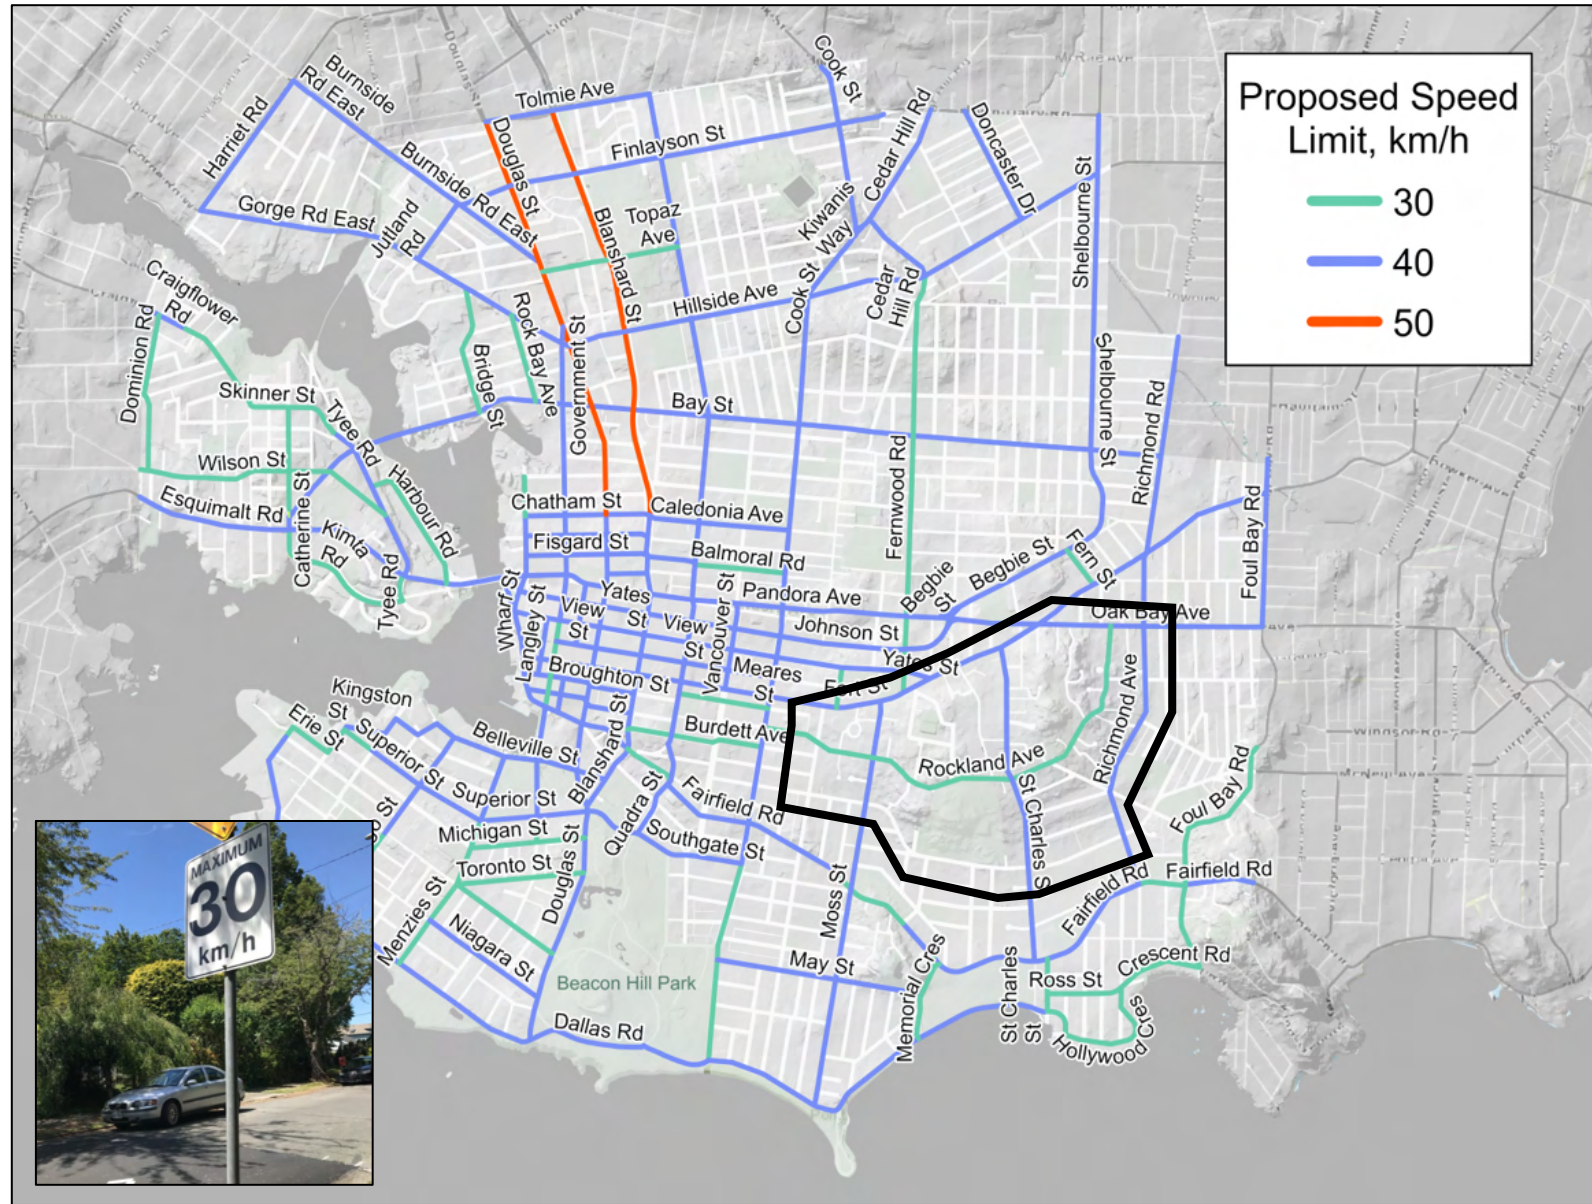 Proposed Speed
Limit, km/h
30
40
50
Cook St
Burnside
Rd East
Tolmie Ave
Harriet Rd
Douglas St
Finlayson St
Cedar Hill Rd
Doncaster Dr
Burnside Rd East
Shelbourne St
Gorge Rd East
Jutland
Rd
Blanshard St
Topaz
Ave
Kiwanis
Way
Craigflower
Rd
Dominion Rd
Rock Bay Ave
Hillside Ave
Cook St
Cedar
Hill Rd
Bridge St
Government St
Shelbourne St
Richmond Rd
Skinner St
Tyee Rd
Bay St
Wilson St
Harbour Rd
Fernwood Rd
Foul Bay Rd
Esquimalt Rd
Catherine St
Kimta
Rd
Tyee Rd
Chatham St
Caledonia Ave
Fisgard St
Balmoral Rd
Begbie St
Fern St
Begbie
St
Wharf St
Langley St
Yates
St
Pandora Ave
Vancouver St
Oak Bay Ave
View
St
View
St
Johnson St
Yates St
Meares
St
Fort St
Broughton St
Kingston
St
Erie St
Superior St
Belleville St
Blanshard St
Burdett Ave
Rockland Ave
Richmond Ave
Superior St
Quadra St
Fairfield Rd
St Charles S
Foul Bay Rd
Michigan St
Southgate St
Toronto St
Douglas St
Moss St
Fairfield Rd
Fairfield Rd
Menzies St
Niagara St
Beacon Hill Park
May St
Memorial Cres
St Charles
St
Ross St
Crescent Rd
Hollywood
Cres
Dallas Rd
MAXIMUM
30
km/h